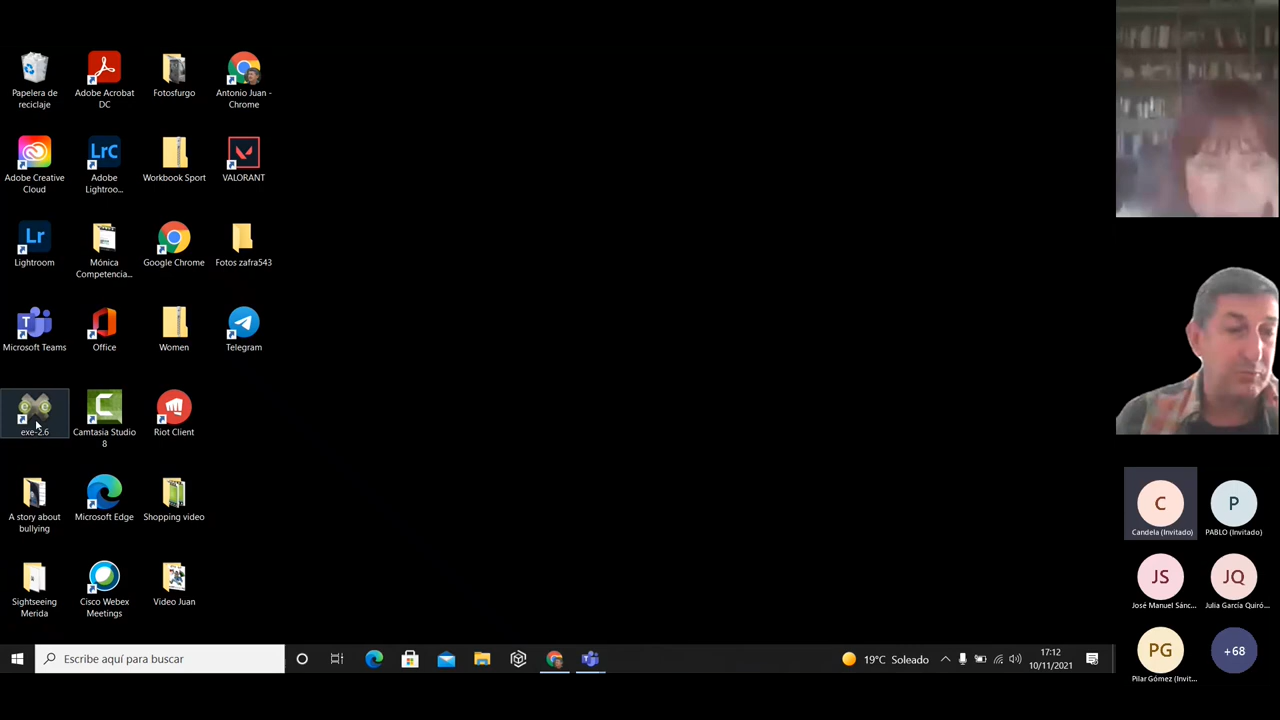 Papelera de
reciclaje
Adobe Acrobat
DC
Fotosfurgo
Antonio Juan -
Chrome
Adobe Creative
Cloud
LrC
Adobe
Lightroo...
Workbook Sport
VALORANT
Lr
Lightroom
Mónica
Competencia...
Google Chrome
Fotos zafra543
T
Microsoft Teams
Office
Women
Telegram
exe-2.6
C
Camtasia Studio
8
Riot Client
A story about
bullying
Microsoft Edge
Shopping video
Sightseeing
Merida
Cisco Webex
Meetings
Video Juan
Escribe aquí para buscar
19°C Soleado
17:12
10/11/2021
C
Candela (Invitado)
P
PABLO (Invitado)
JS
José Manuel Sánc...
JQ
Julia García Quiró...
PG
Pilar Gómez (Invit...
+68